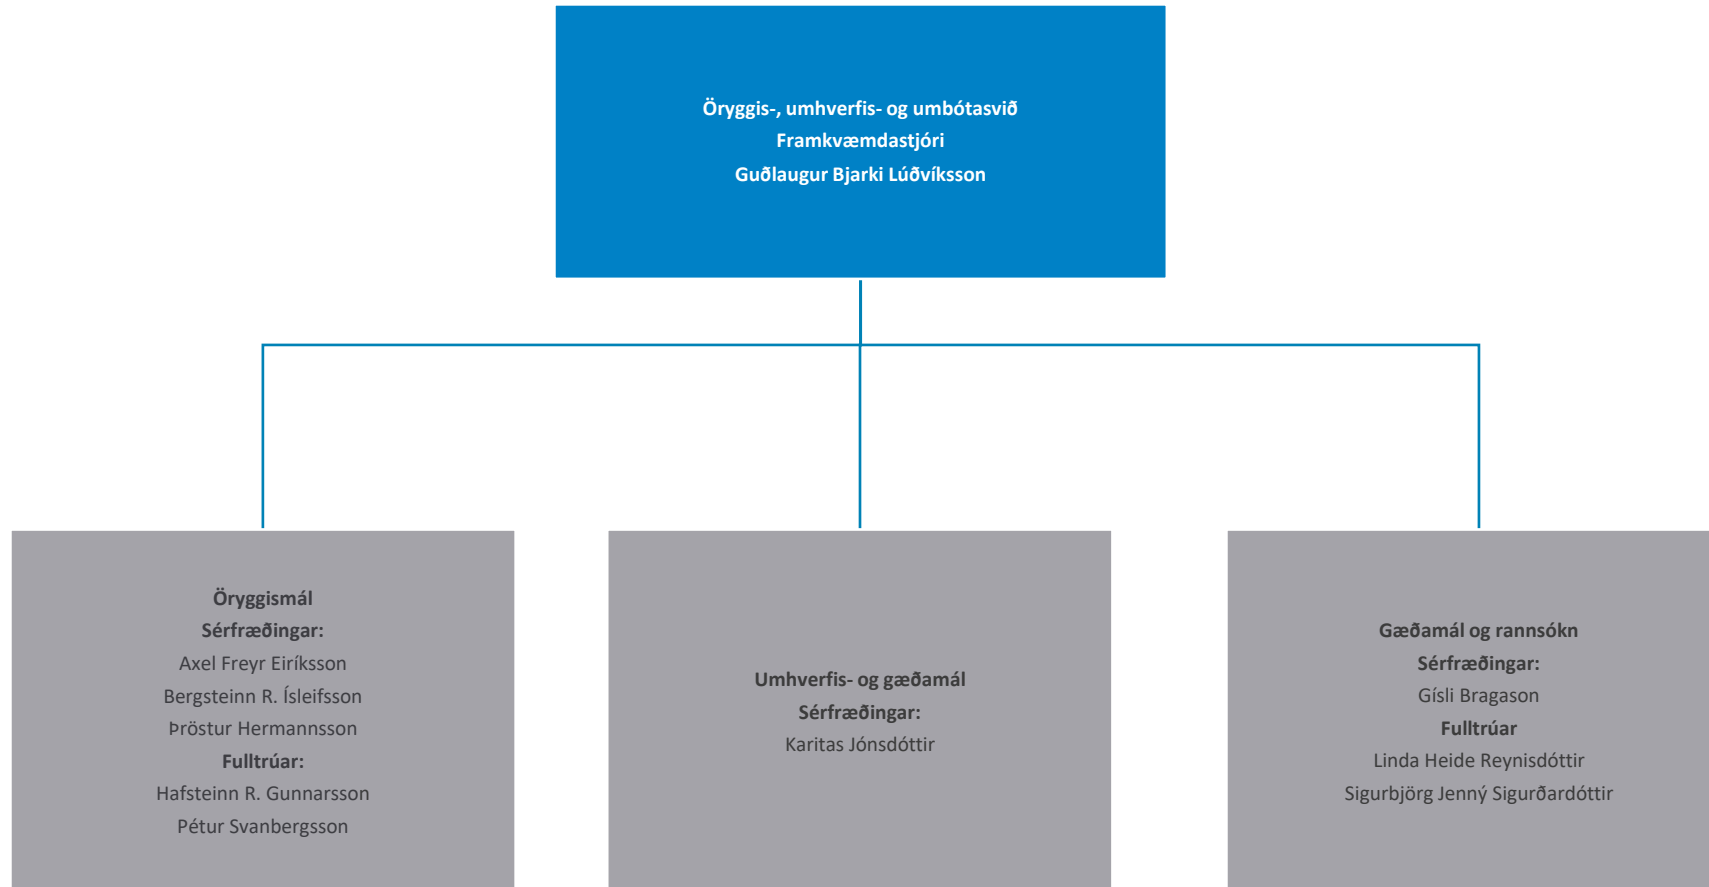 Öryggis-, umhverfis- og umbótasvið
Framkvæmdastjóri
Guðlaugur Bjarki Lúðvíksson
Öryggismál
Sérfræðingar:
Axel Freyr Eiríksson
Bergsteinn R. Ísleifsson
Þröstur Hermannsson
Fulltrúar:
Hafsteinn R. Gunnarsson
Pétur Svanbergsson
Umhverfis- og gæðamál
Sérfræðingar:
Karitas Jónsdóttir
Gæðamál og rannsókn
Sérfræðingar:
Gísli Bragason
Fulltrúar
Linda Heide Reynisdóttir
Sigurbjörg Jenný Sigurðardóttir